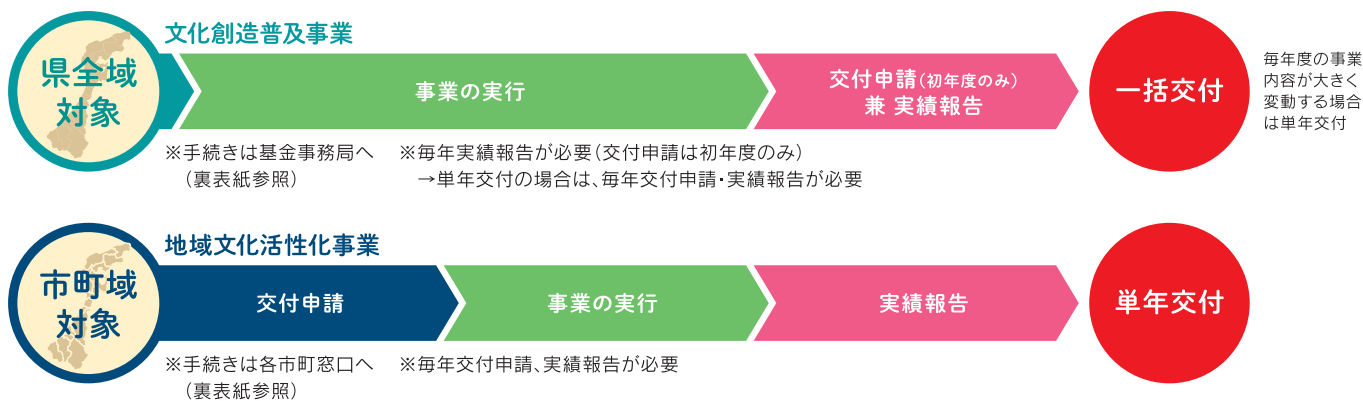 文化創造普及事業
県全域
対象
事業の実行
交付申請(初年度のみ)
兼 実績報告
一括交付
毎年度の事業
内容が大きく
変動する場合
は単年交付
※手続きは基金事務局へ
(裏表紙参照)
※毎年実績報告が必要(交付申請は初年度のみ)
→単年交付の場合は、毎年交付申請・実績報告が必要
地域文化活性化事業
市町域
対象
交付申請
事業の実行
実績報告
単年交付
※手続きは各市町窓口へ
(裏表紙参照)
※毎年交付申請、実績報告が必要